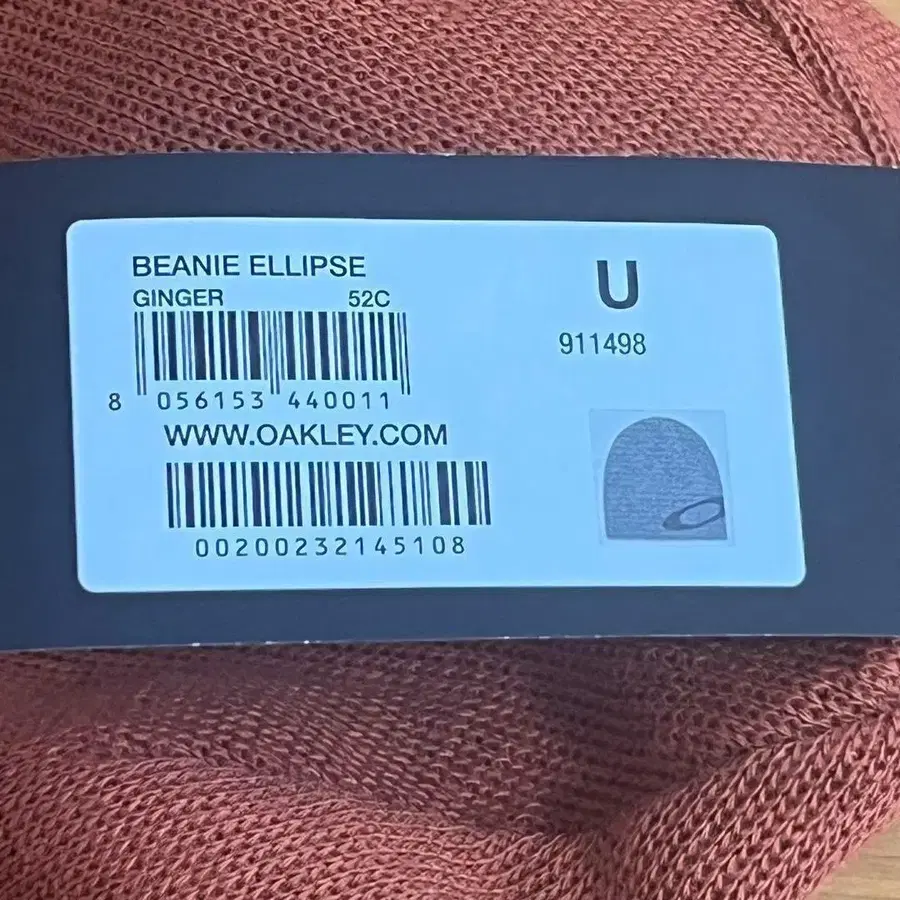 BEANIE ELLIPSE
GINGER 52C
8 056153 440011
WWW.OAKLEY.COM
00200232145108
U
911498